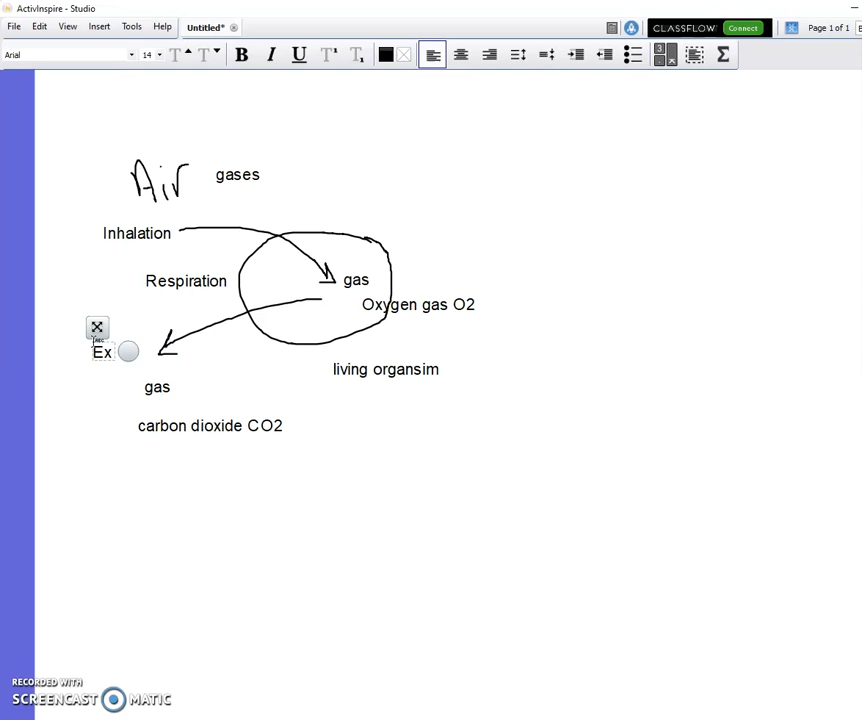 ActivInspire - Studio
File Edit View Insert Tools Help Untitled* CLASSFLOW Connect Page 1 of 1
Arial 14 B I U
Air gases
Inhalation
Respiration gas
Oxygen gas O2
Ex
living organsim
gas
carbon dioxide CO2
RECORDED WITH
SCREENCAST MATIC